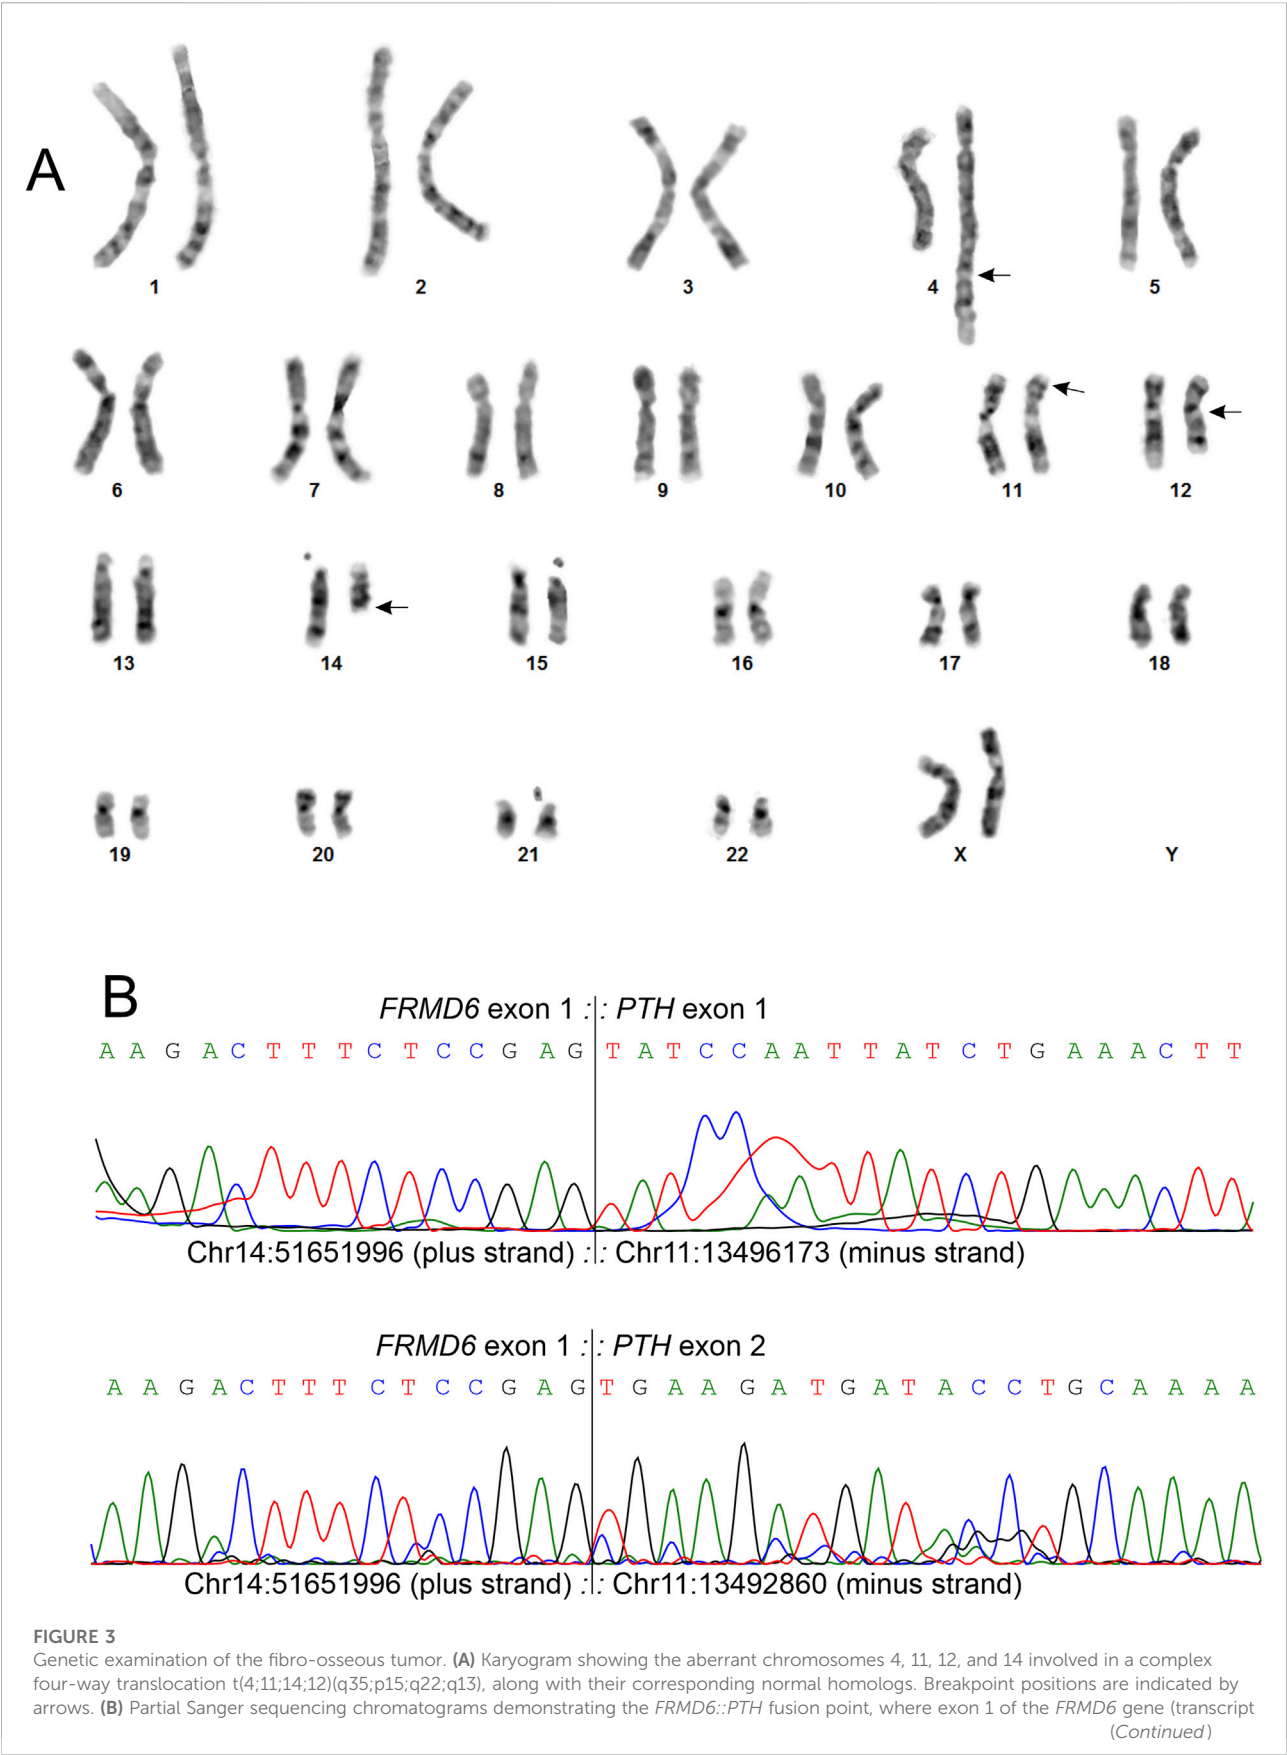 A
1 2 3 4 5
6 7 8 9 10 11 12
13 14 15 16 17 18
19 20 21 22 X Y
B
FRMD6 exon 1 :: PTH exon 1
A A G A C T T T C T C C G A G T A T C C A A T T A T C T G A A A C T T
Chr14:51651996 (plus strand) :: Chr11:13496173 (minus strand)
FRMD6 exon 1 :: PTH exon 2
A A G A C T T T C T C C G A G T G A A G A T G A T A C C T G C A A A A
Chr14:51651996 (plus strand) :: Chr11:13492860 (minus strand)
FIGURE 3
Genetic examination of the fibro-osseous tumor. (A) Karyogram showing the aberrant chromosomes 4, 11, 12, and 14 involved in a complex
four-way translocation t(4;11;14;12)(q35;p15;q22;q13), along with their corresponding normal homologs. Breakpoint positions are indicated by
arrows. (B) Partial Sanger sequencing chromatograms demonstrating the FRMD6::PTH fusion point, where exon 1 of the FRMD6 gene (transcript
(Continued)